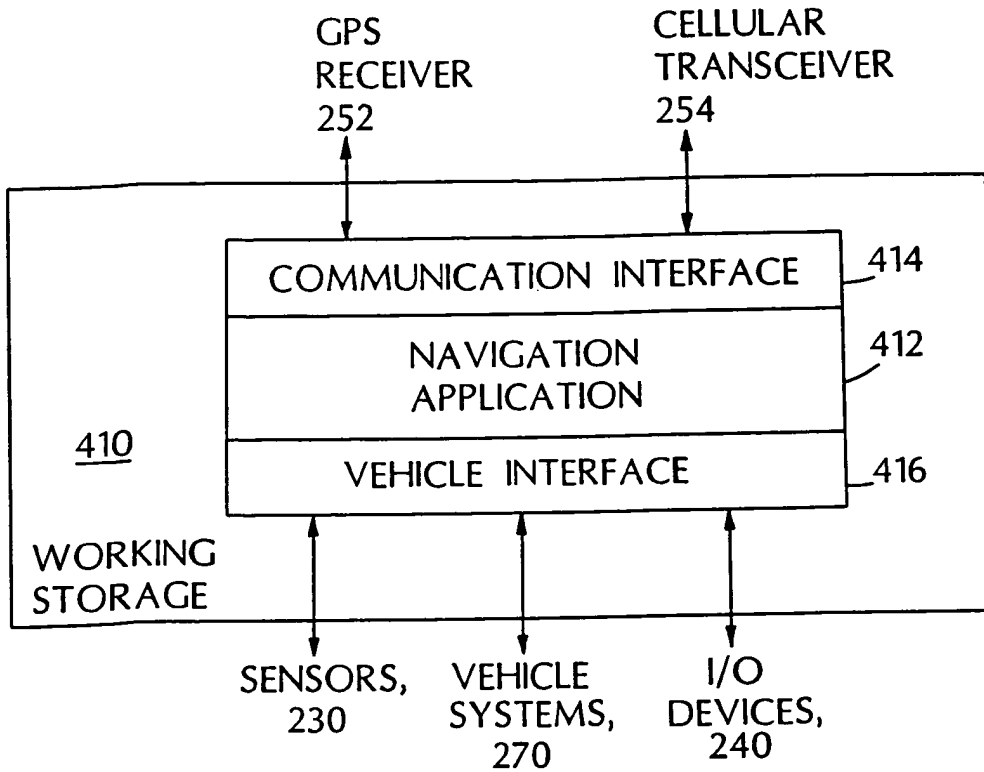 GPS
RECEIVER
252
CELLULAR
TRANSCEIVER
254
COMMUNICATION INTERFACE
414
NAVIGATION
APPLICATION
412
VEHICLE INTERFACE
416
410
WORKING
STORAGE
SENSORS,
230
VEHICLE
SYSTEMS,
270
I/O
DEVICES,
240